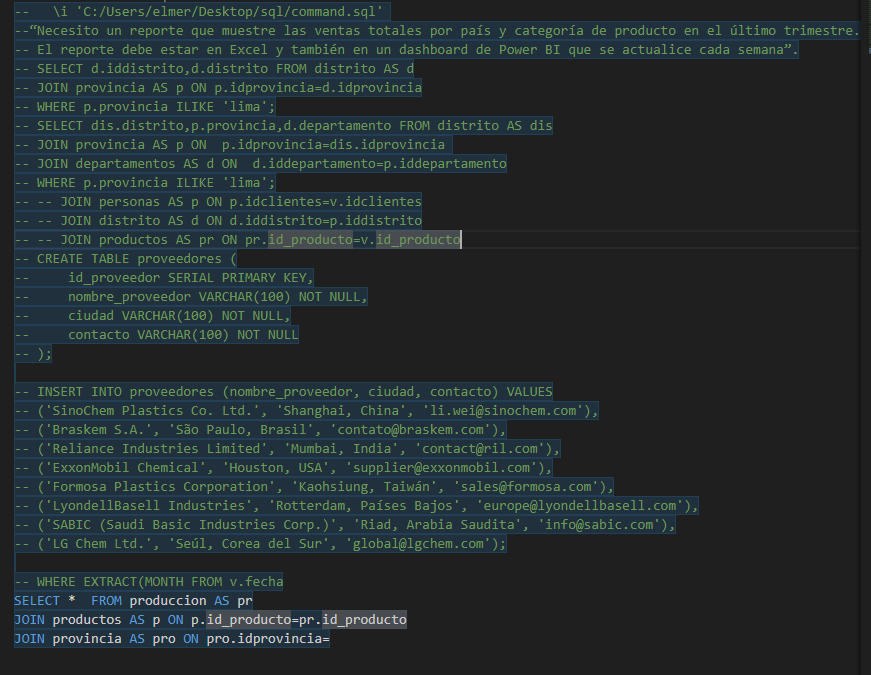 --   \i 'C:/Users/elmer/Desktop/sql/command.sql'
--“Necesito un reporte que muestre las ventas totales por país y categoría de producto en el último trimestre.
-- El reporte debe estar en Excel y también en un dashboard de Power BI que se actualice cada semana”.
-- SELECT d.iddistrito,d.distrito FROM distrito AS d
-- JOIN provincia AS p ON p.idprovincia=d.idprovincia
-- WHERE p.provincia ILIKE 'lima';
-- SELECT dis.distrito,p.provincia,d.departamento FROM distrito AS dis
-- JOIN provincia AS p ON  p.idprovincia=dis.idprovincia
-- JOIN departamentos AS d ON  d.iddepartamento=p.iddepartamento
-- WHERE p.provincia ILIKE 'lima';
-- -- JOIN personas AS p ON p.idclientes=v.idclientes
-- -- JOIN distrito AS d ON d.iddistrito=p.iddistrito
-- -- JOIN productos AS pr ON pr.id_producto=v.id_producto
-- CREATE TABLE proveedores (
--     id_proveedor SERIAL PRIMARY KEY,
--     nombre_proveedor VARCHAR(100) NOT NULL,
--     ciudad VARCHAR(100) NOT NULL,
--     contacto VARCHAR(100) NOT NULL
-- );
-- INSERT INTO proveedores (nombre_proveedor, ciudad, contacto) VALUES
-- ('SinoChem Plastics Co. Ltd.', 'Shanghai, China', 'li.wei@sinochem.com'),
-- ('Braskem S.A.', 'São Paulo, Brasil', 'contato@braskem.com'),
-- ('Reliance Industries Limited', 'Mumbai, India', 'contact@ril.com'),
-- ('ExxonMobil Chemical', 'Houston, USA', 'supplier@exxonmobil.com'),
-- ('Formosa Plastics Corporation', 'Kaohsiung, Taiwán', 'sales@formosa.com'),
-- ('LyondellBasell Industries', 'Rotterdam, Países Bajos', 'europe@lyondellbasell.com'),
-- ('SABIC (Saudi Basic Industries Corp.)', 'Riad, Arabia Saudita', 'info@sabic.com'),
-- ('LG Chem Ltd.', 'Seúl, Corea del Sur', 'global@lgchem.com');
-- WHERE EXTRACT(MONTH FROM v.fecha
SELECT *  FROM produccion AS pr
JOIN productos AS p ON p.id_producto=pr.id_producto
JOIN provincia AS pro ON pro.idprovincia=